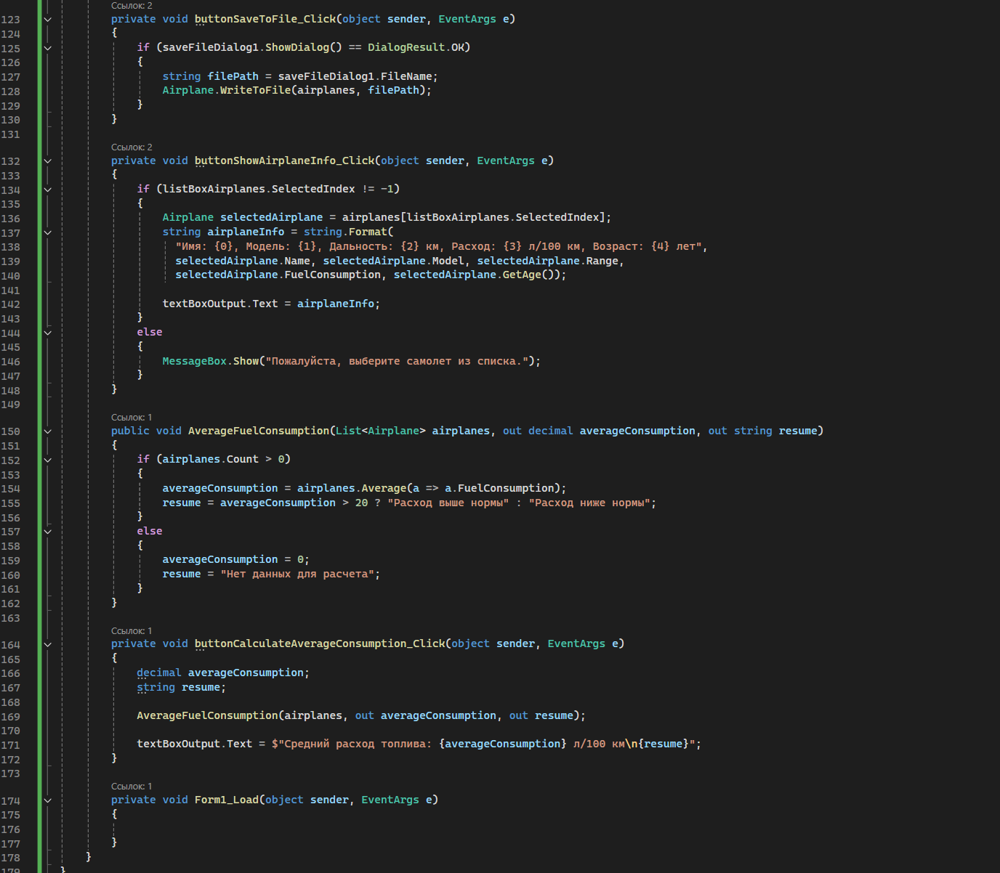 Ссылок: 2
123 private void buttonSaveToFile_Click(object sender, EventArgs e)
124 {
125 if (saveFileDialog1.ShowDialog() == DialogResult.OK)
126 {
127 string filePath = saveFileDialog1.FileName;
128 Airplane.WriteToFile(airplanes, filePath);
129 }
130 }
131
Ссылок: 2
132 private void buttonShowAirplaneInfo_Click(object sender, EventArgs e)
133 {
134 if (listBoxAirplanes.SelectedIndex != -1)
135 {
136 Airplane selectedAirplane = airplanes[listBoxAirplanes.SelectedIndex];
137 string airplaneInfo = string.Format(
138 "Имя: {0}, Модель: {1}, Дальность: {2} км, Расход: {3} л/100 км, Возраст: {4} лет",
139 selectedAirplane.Name, selectedAirplane.Model, selectedAirplane.Range,
140 selectedAirplane.FuelConsumption, selectedAirplane.GetAge());
141
142 textBoxOutput.Text = airplaneInfo;
143 }
144 else
145 {
146 MessageBox.Show("Пожалуйста, выберите самолет из списка.");
147 }
148 }
149
Ссылок: 1
150 public void AverageFuelConsumption(List<Airplane> airplanes, out decimal averageConsumption, out string resume)
151 {
152 if (airplanes.Count > 0)
153 {
154 averageConsumption = airplanes.Average(a => a.FuelConsumption);
155 resume = averageConsumption > 20 ? "Расход выше нормы" : "Расход ниже нормы";
156 }
157 else
158 {
159 averageConsumption = 0;
160 resume = "Нет данных для расчета";
161 }
162 }
163
Ссылок: 1
164 private void buttonCalculateAverageConsumption_Click(object sender, EventArgs e)
165 {
166 decimal averageConsumption;
167 string resume;
168
169 AverageFuelConsumption(airplanes, out averageConsumption, out resume);
170
171 textBoxOutput.Text = $"Средний расход топлива: {averageConsumption} л/100 км\n{resume}";
172 }
173
Ссылок: 1
174 private void Form1_Load(object sender, EventArgs e)
175 {
176
177 }
178 }
179 }